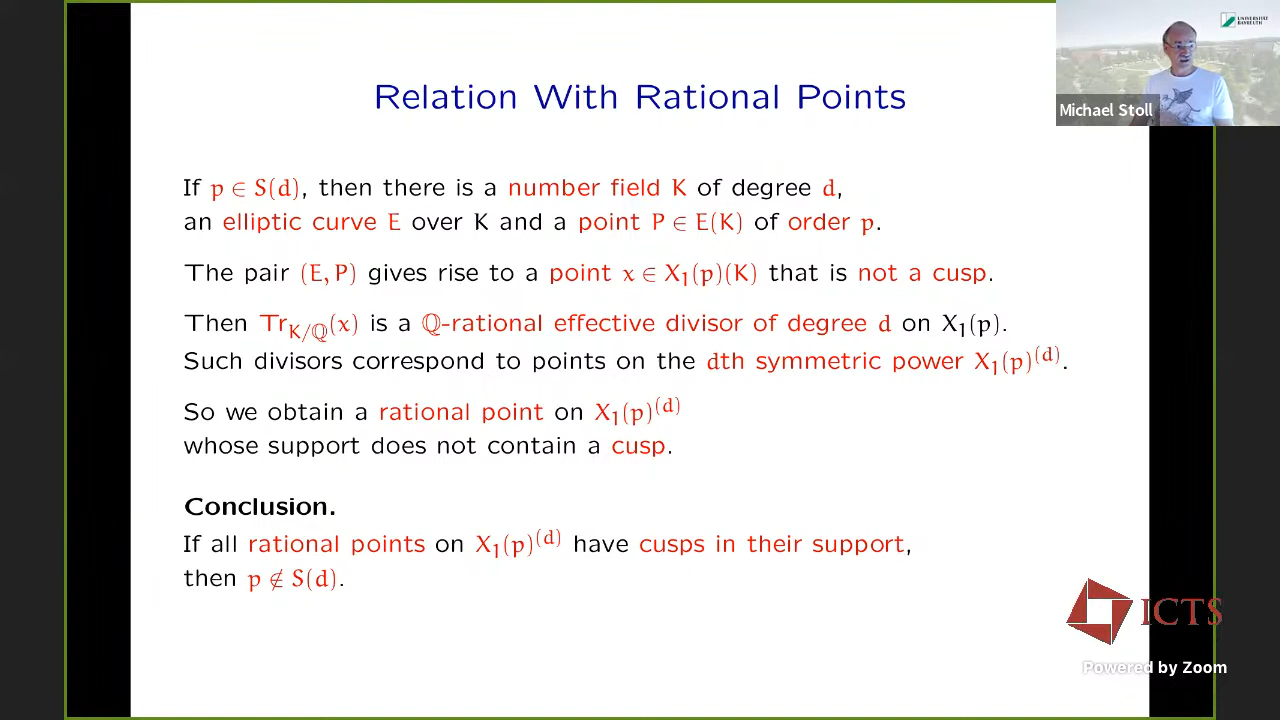 Relation With Rational Points
If p ∈ S(d), then there is a number field K of degree d,
an elliptic curve E over K and a point P ∈ E(K) of order p.
The pair (E, P) gives rise to a point x ∈ X₁(p)(K) that is not a cusp.
Then Tr_{K/ℚ}(x) is a ℚ-rational effective divisor of degree d on X₁(p).
Such divisors correspond to points on the dth symmetric power X₁(p)^{(d)}.
So we obtain a rational point on X₁(p)^{(d)}
whose support does not contain a cusp.
Conclusion.
If all rational points on X₁(p)^{(d)} have cusps in their support,
then p ∉ S(d).
UNIVERSITÄT
BAYREUTH
Michael Stoll
ICTS
Powered by Zoom